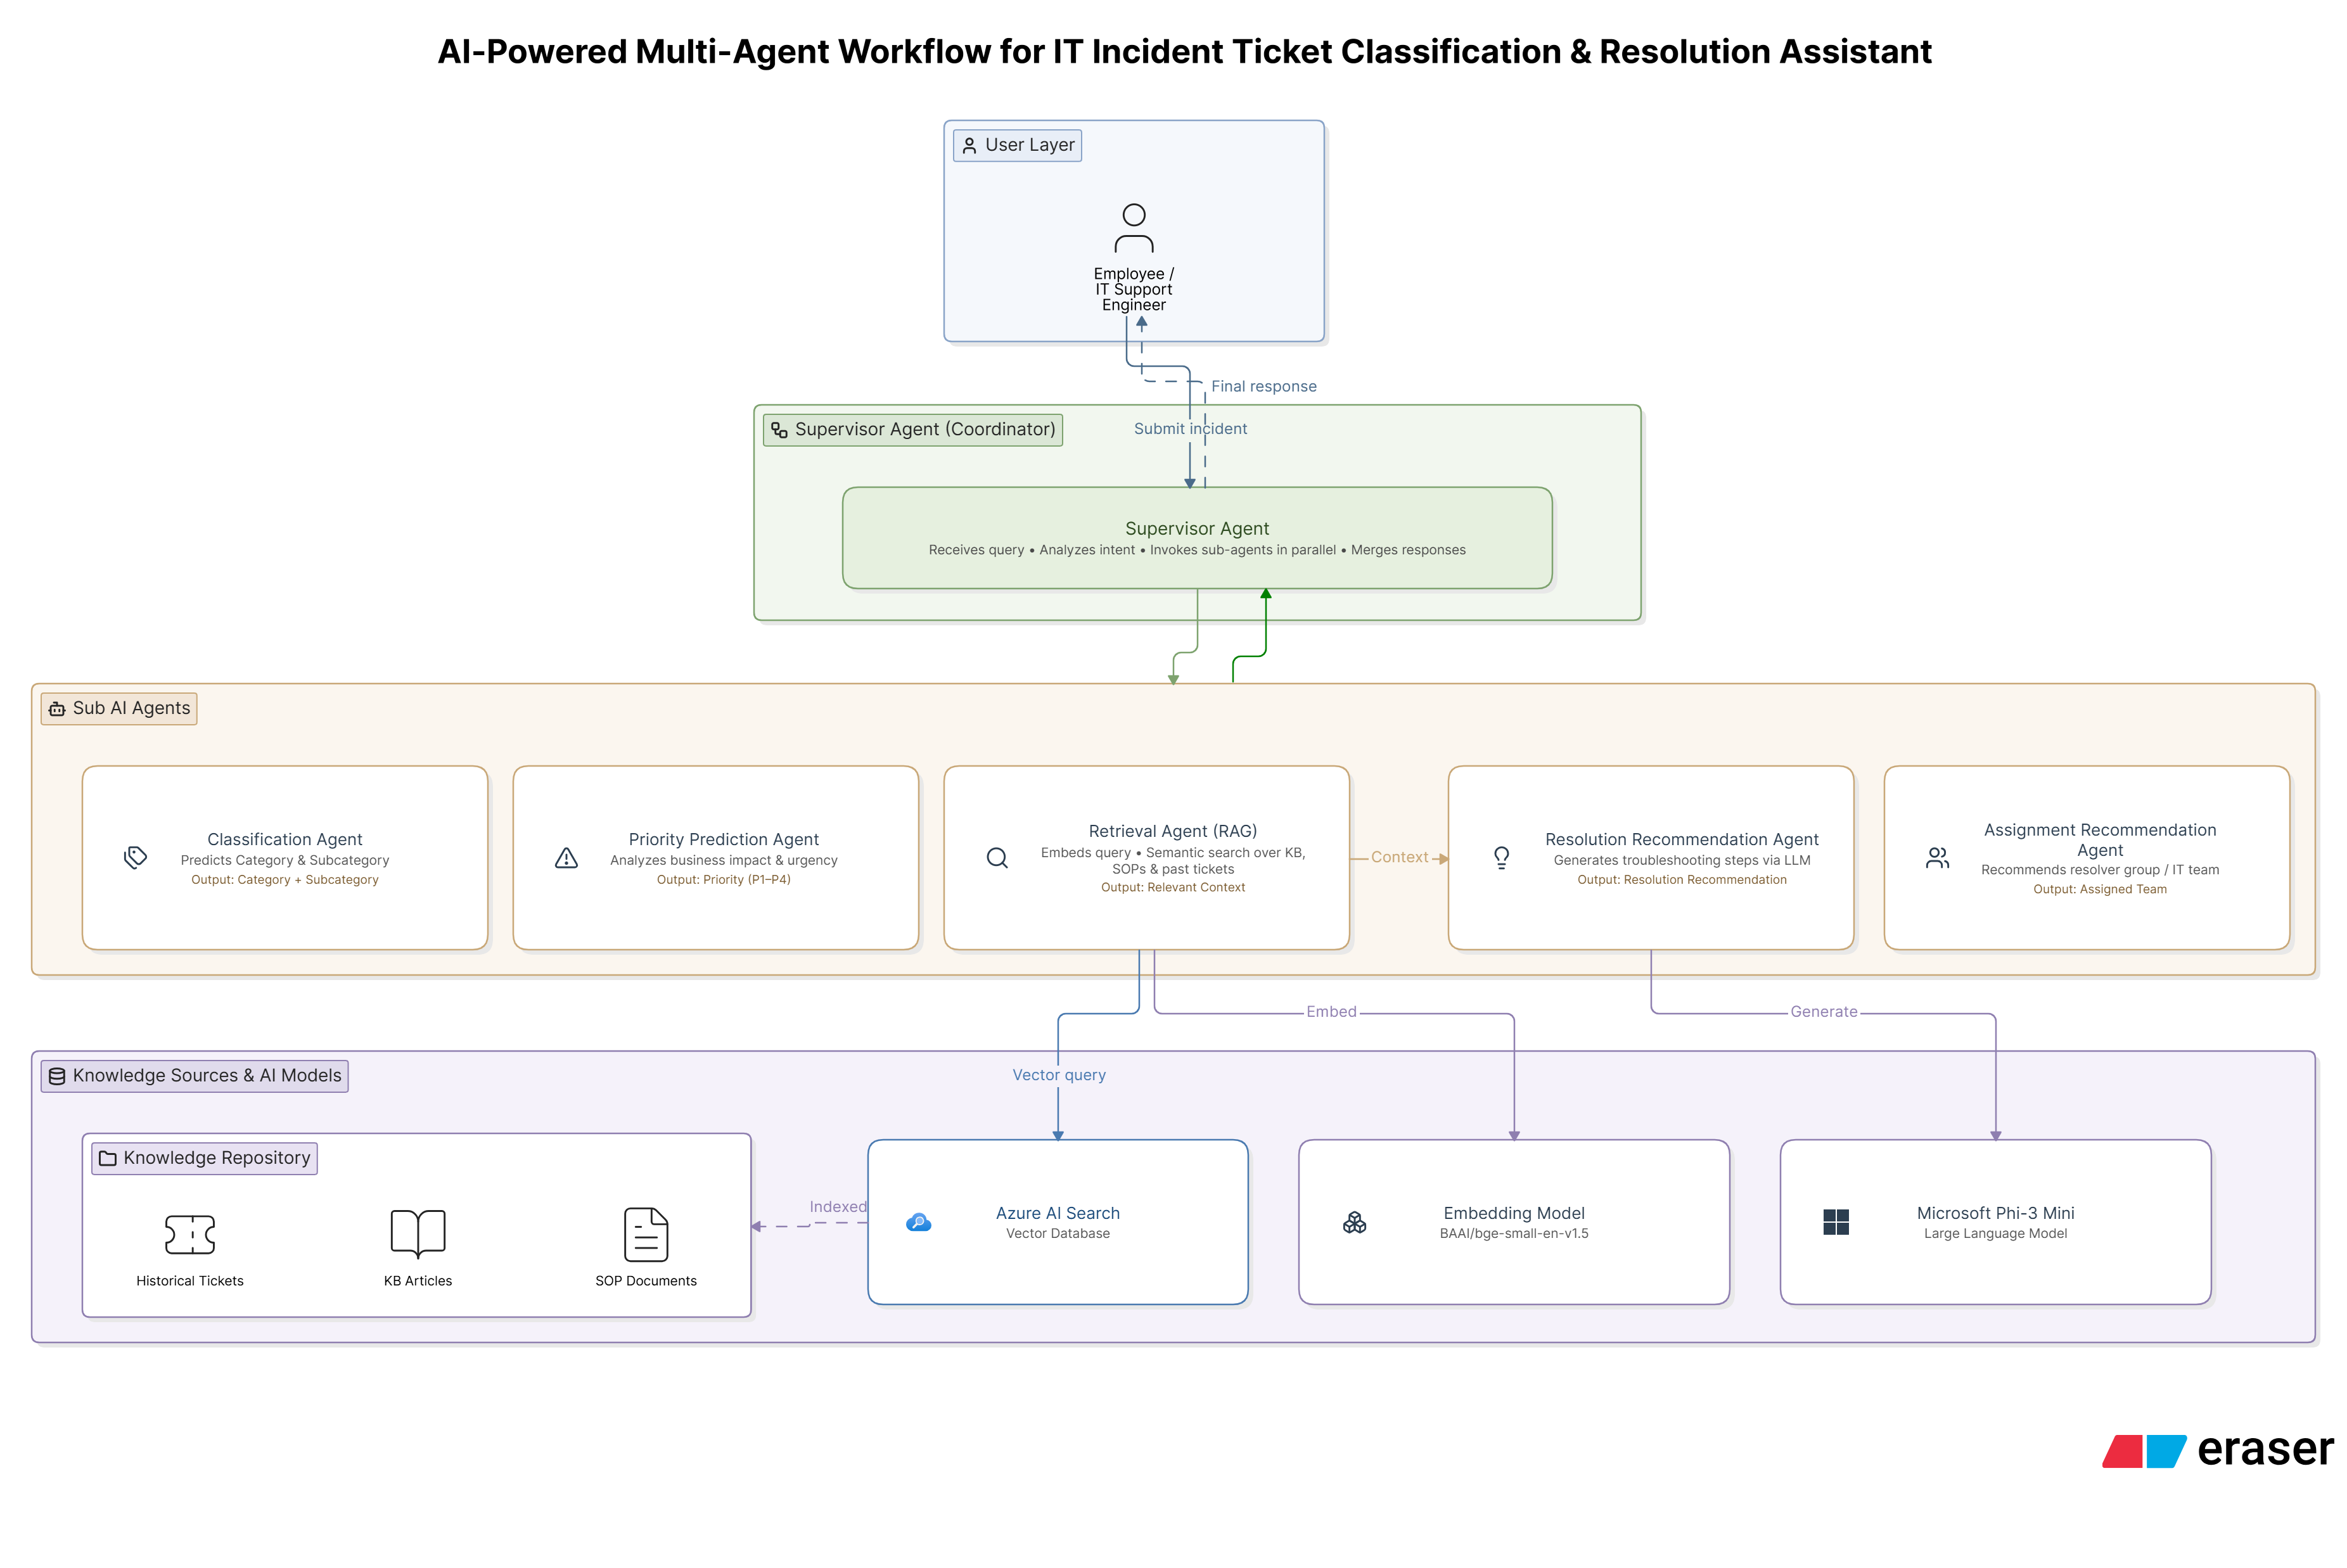 AI-Powered Multi-Agent Workflow for IT Incident Ticket Classification & Resolution Assistant
User Layer
Employee /
IT Support
Engineer
Final response
Supervisor Agent (Coordinator)
Submit incident
Supervisor Agent
Receives query • Analyzes intent • Invokes sub-agents in parallel • Merges responses
Sub AI Agents
Classification Agent
Predicts Category & Subcategory
Output: Category + Subcategory
Priority Prediction Agent
Analyzes business impact & urgency
Output: Priority (P1–P4)
Retrieval Agent (RAG)
Embeds query • Semantic search over KB,
SOPs & past tickets
Output: Relevant Context
Context
Resolution Recommendation Agent
Generates troubleshooting steps via LLM
Output: Resolution Recommendation
Assignment Recommendation
Agent
Recommends resolver group / IT team
Output: Assigned Team
Embed
Generate
Knowledge Sources & AI Models
Vector query
Knowledge Repository
Historical Tickets
KB Articles
SOP Documents
Indexed
Azure AI Search
Vector Database
Embedding Model
BAAI/bge-small-en-v1.5
Microsoft Phi-3 Mini
Large Language Model
eraser